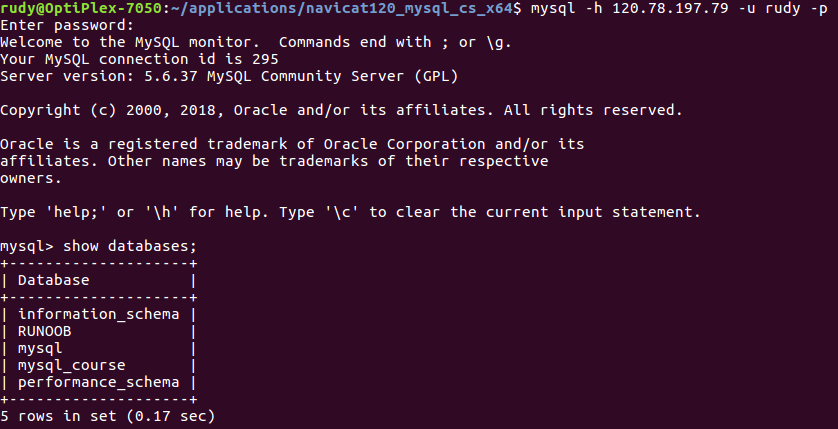 rudy@OptiPlex-7050:~/applications/navicat120_mysql_cs_x64$ mysql -h 120.78.197.79 -u rudy -p
Enter password:
Welcome to the MySQL monitor.  Commands end with ; or \g.
Your MySQL connection id is 295
Server version: 5.6.37 MySQL Community Server (GPL)

Copyright (c) 2000, 2018, Oracle and/or its affiliates. All rights reserved.

Oracle is a registered trademark of Oracle Corporation and/or its
affiliates. Other names may be trademarks of their respective
owners.

Type 'help;' or '\h' for help. Type '\c' to clear the current input statement.

mysql> show databases;
+--------------------+
| Database           |
+--------------------+
| information_schema |
| RUNOOB             |
| mysql              |
| mysql_course       |
| performance_schema |
+--------------------+
5 rows in set (0.17 sec)